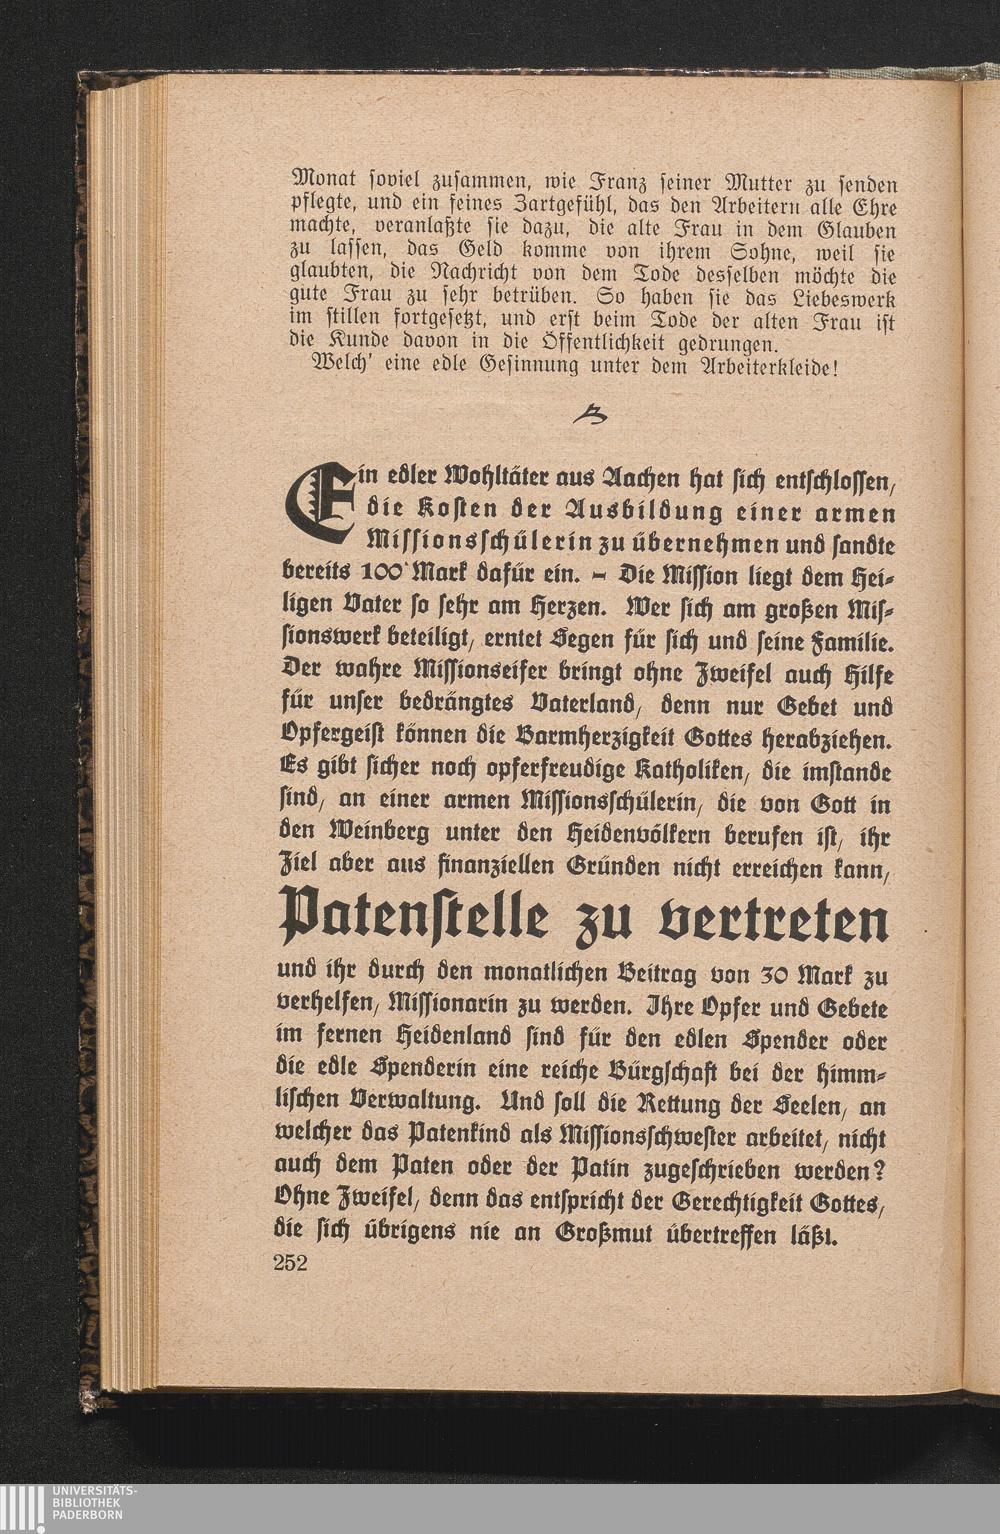 Monat soviel zusammen, wie Franz seiner Mutter zu senden
pflegte, und ein feines Zartgefühl, das den Arbeitern alle Ehre
machte, veranlaßte sie dazu, die alte Frau in dem Glauben
zu lassen, das Geld komme von ihrem Sohne, weil sie
glaubten, die Nachricht von dem Tode desselben möchte die
gute Frau zu sehr betrüben. So haben sie das Liebeswerk
im stillen fortgesetzt, und erst beim Tode der alten Frau ist
die Kunde davon in die Öffentlichkeit gedrungen.
Welch' eine edle Gesinnung unter dem Arbeiterkleide!
Ein edler Wohltäter aus Aachen hat sich entschlossen,
die Kosten der Ausbildung einer armen
Missionsschülerin zu übernehmen und sandte
bereits 100 Mark dafür ein. – Die Mission liegt dem Hei-
ligen Vater so sehr am Herzen. Wer sich am großen Mis-
sionswerk beteiligt, erntet Segen für sich und seine Familie.
Der wahre Missionseifer bringt ohne Zweifel auch Hilfe
für unser bedrängtes Vaterland, denn nur Gebet und
Opfergeist können die Barmherzigkeit Gottes herabziehen.
Es gibt sicher noch opferfreudige Katholiken, die imstande
sind, an einer armen Missionsschülerin, die von Gott in
den Weinberg unter den Heidenvölkern berufen ist, ihr
Ziel aber aus finanziellen Gründen nicht erreichen kann,
Patenstelle zu vertreten
und ihr durch den monatlichen Beitrag von 30 Mark zu
verhelfen, Missionarin zu werden. Ihre Opfer und Gebete
im fernen Heidenland sind für den edlen Spender oder
die edle Spenderin eine reiche Bürgschaft bei der himm-
lischen Verwaltung. Und soll die Rettung der Seelen, an
welcher das Patenkind als Missionsschwester arbeitet, nicht
auch dem Paten oder der Patin zugeschrieben werden?
Ohne Zweifel, denn das entspricht der Gerechtigkeit Gottes,
die sich übrigens nie an Großmut übertreffen läßt.
252
UNIVERSITÄTS-
BIBLIOTHEK
PADERBORN